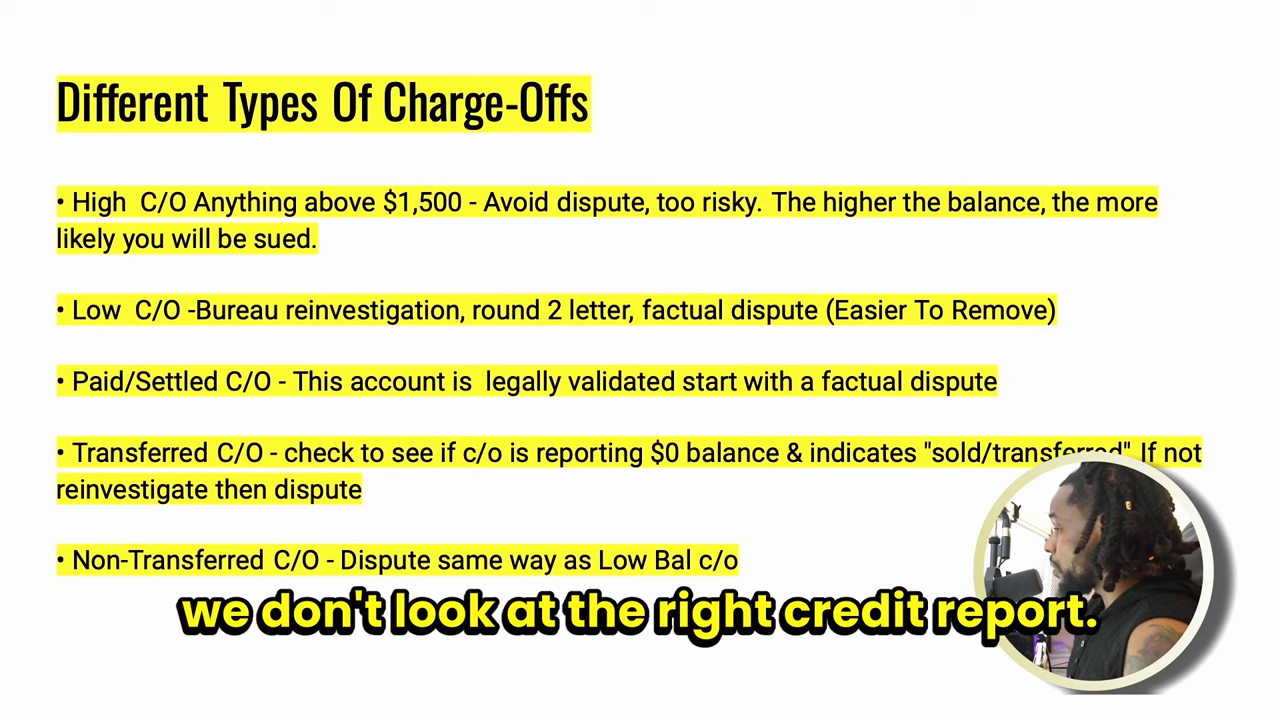 Different Types Of Charge-Offs
• High C/O Anything above $1,500 - Avoid dispute, too risky. The higher the balance, the more
likely you will be sued.
• Low C/O -Bureau reinvestigation, round 2 letter, factual dispute (Easier To Remove)
• Paid/Settled C/O - This account is legally validated start with a factual dispute
• Transferred C/O - check to see if c/o is reporting $0 balance & indicates "sold/transferred" If not
reinvestigate then dispute
• Non-Transferred C/O - Dispute same way as Low Bal c/o
we don't look at the right credit report.